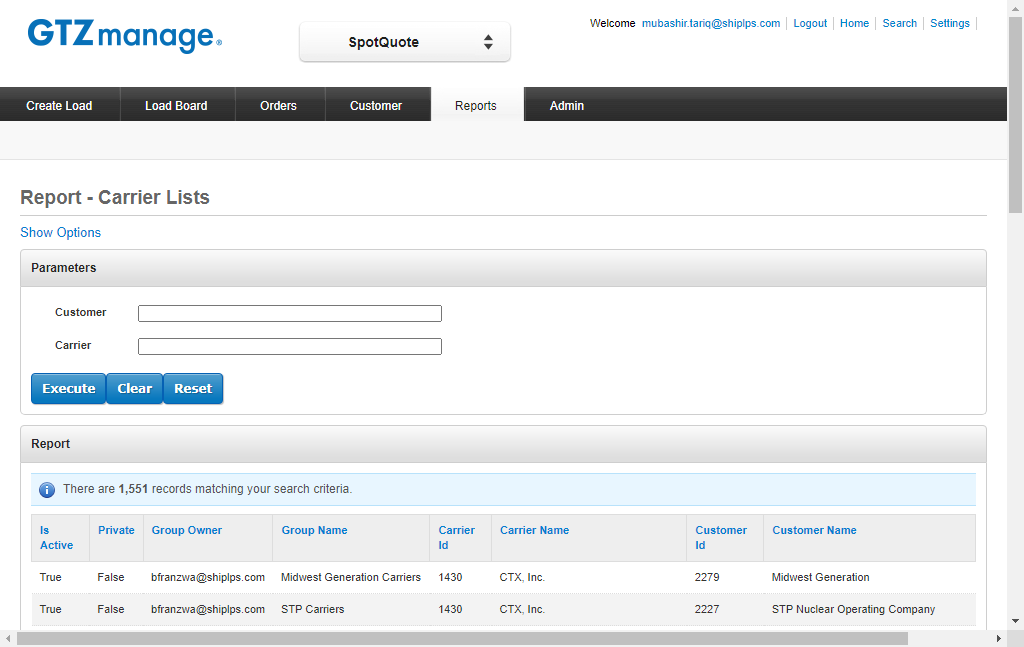 GTZmanage®
SpotQuote
Welcome mubashir.tariq@shiplps.com Logout Home Search Settings
Create Load Load Board Orders Customer Reports Admin
Report - Carrier Lists
Show Options
Parameters
Customer
Carrier
Execute Clear Reset
Report
There are 1,551 records matching your search criteria.
Is Active Private Group Owner Group Name Carrier Id Carrier Name Customer Id Customer Name
True False bfranzwa@shiplps.com Midwest Generation Carriers 1430 CTX, Inc. 2279 Midwest Generation
True False bfranzwa@shiplps.com STP Carriers 1430 CTX, Inc. 2227 STP Nuclear Operating Company